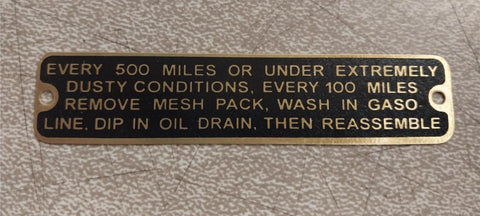 EVERY 500 MILES OR UNDER EXTREMELY
DUSTY CONDITIONS, EVERY 100 MILES
REMOVE MESH PACK, WASH IN GASO-
LINE, DIP IN OIL DRAIN, THEN REASSEMBLE